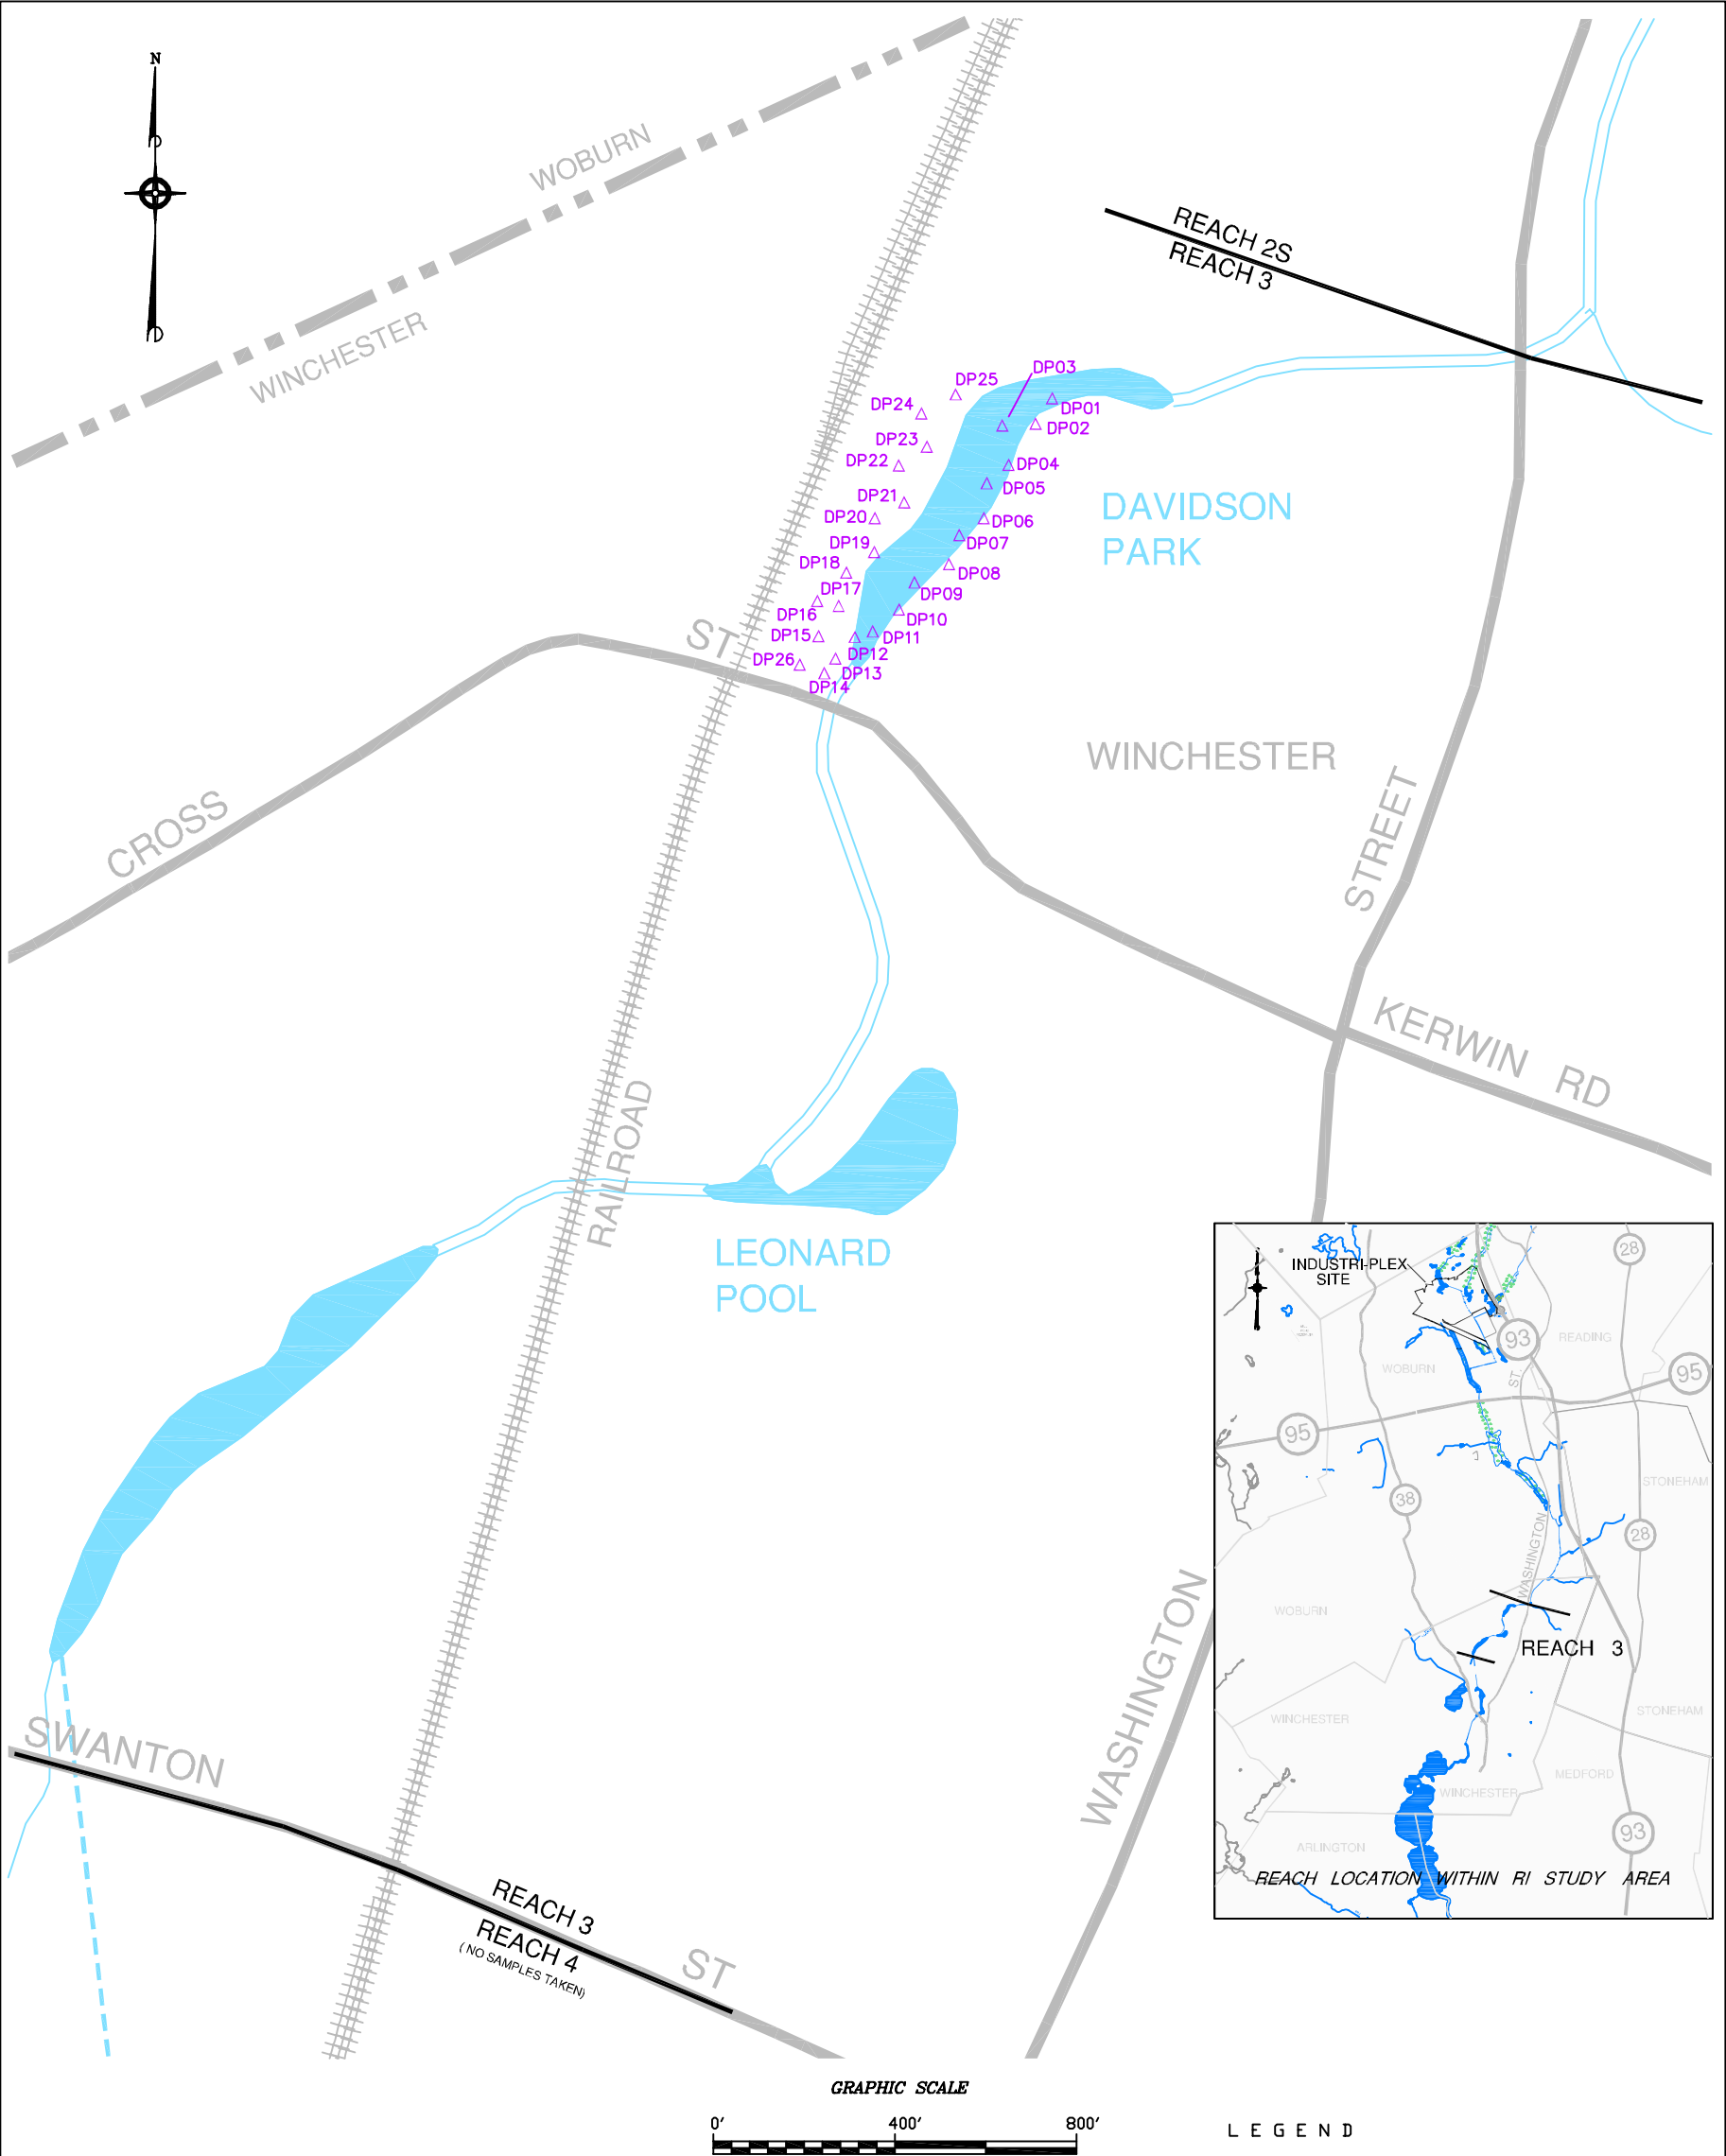 N
WOBURN
WINCHESTER
REACH 2S
REACH 3
DP03
DP25
DP01
DP24
DP02
DP23
DP22
DP04
DP05
DP21
DP20
DP06
DAVIDSON
PARK
DP19
DP07
DP18
DP08
DP17
DP09
DP16
DP10
DP15
DP11
DP12
DP26
DP13
DP14
ST
CROSS
WINCHESTER
STREET
KERWIN RD
RAILROAD
LEONARD
POOL
WASHINGTON
SWANTON
ST
REACH 3
REACH 4
( NO SAMPLES TAKEN)
INDUSTRI-PLEX
SITE
28
93
READING
WOBURN
ST
95
95
STONEHAM
38
28
WASHINGTON
WOBURN
REACH 3
WINCHESTER
STONEHAM
MEDFORD
WINCHESTER
93
ARLINGTON
REACH LOCATION WITHIN RI STUDY AREA
GRAPHIC SCALE
0' 400' 800'
LEGEND